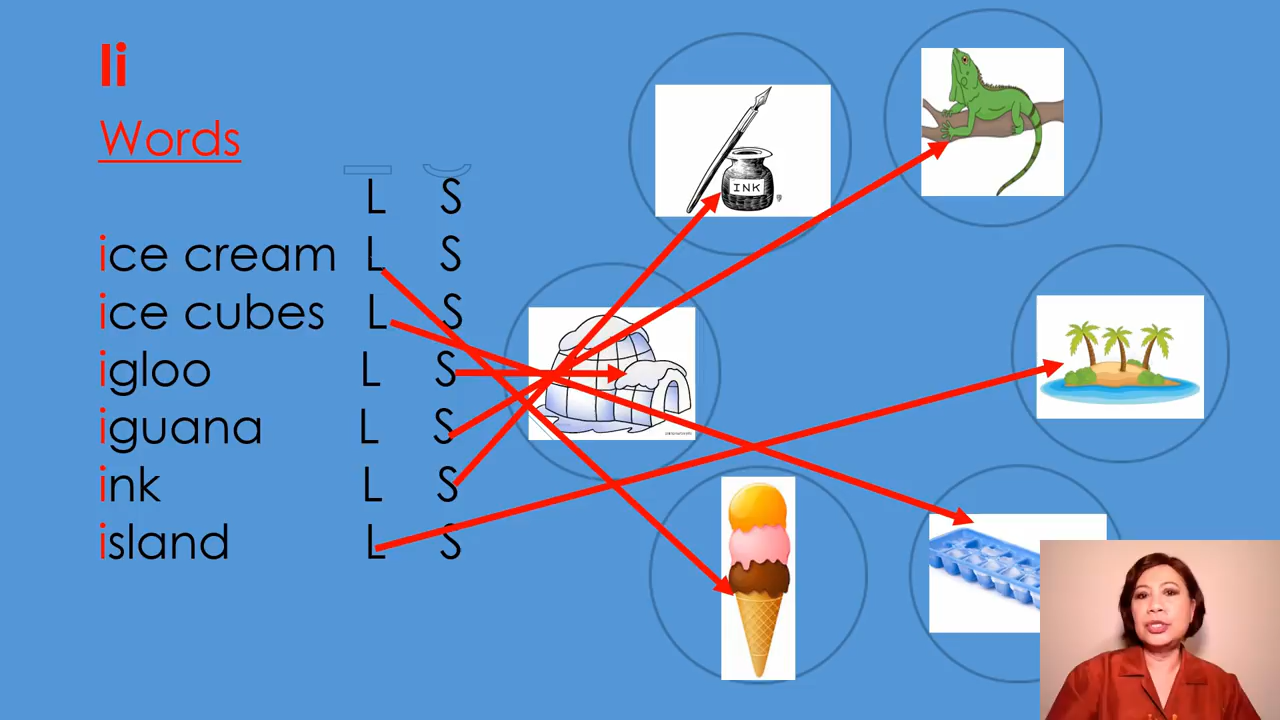 Ii
Words
L S
ice cream L S
ice cubes L S
igloo L S
iguana L S
ink L S
island L S
INK